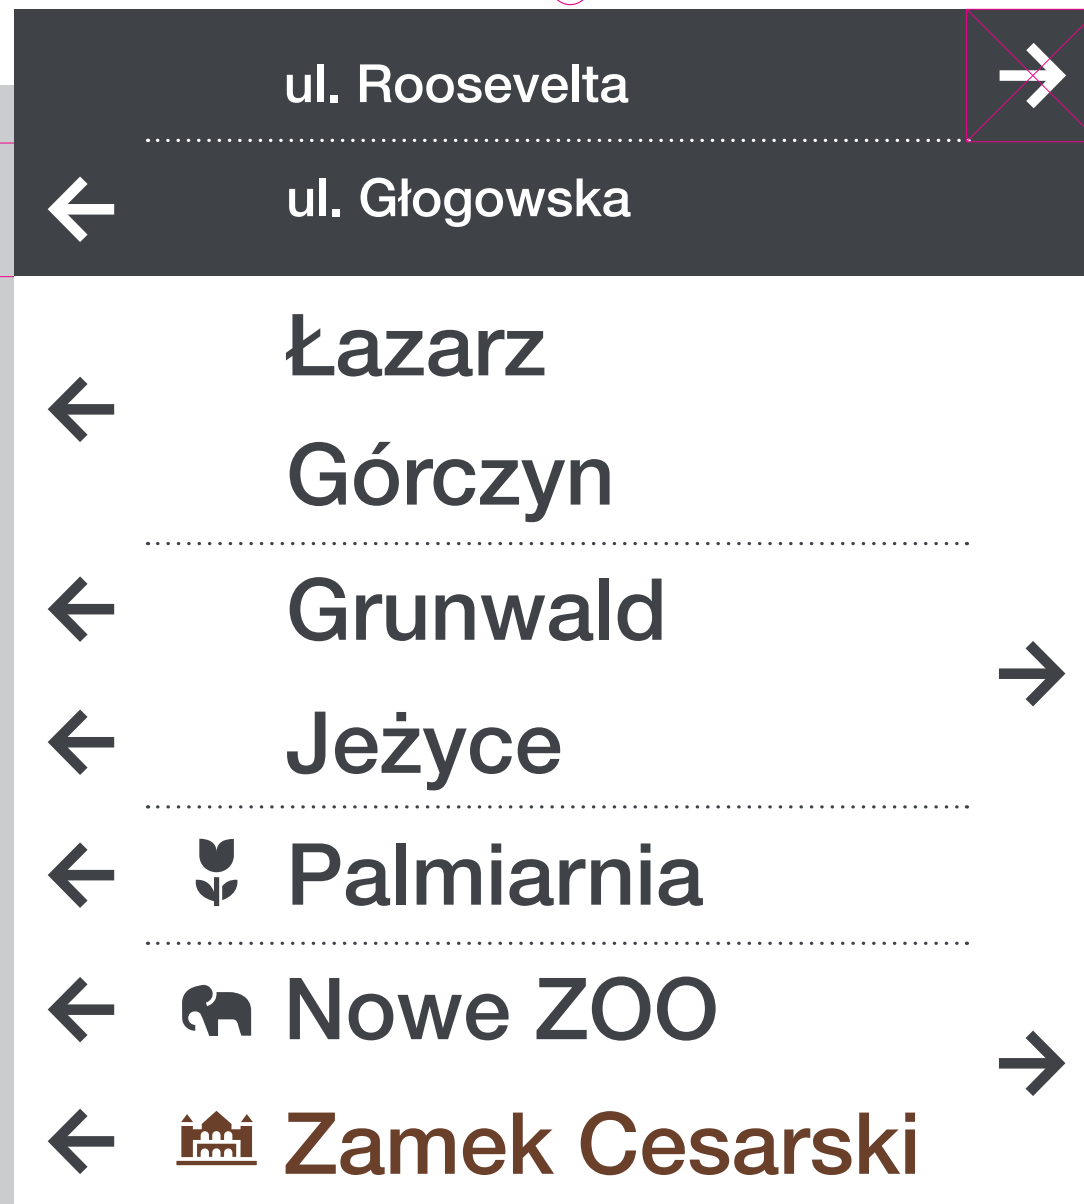 ul. Roosevelta
ul. Głogowska
Łazarz
Górczyn
Grunwald
Jeżyce
Palmiarnia
Nowe ZOO
Zamek Cesarski